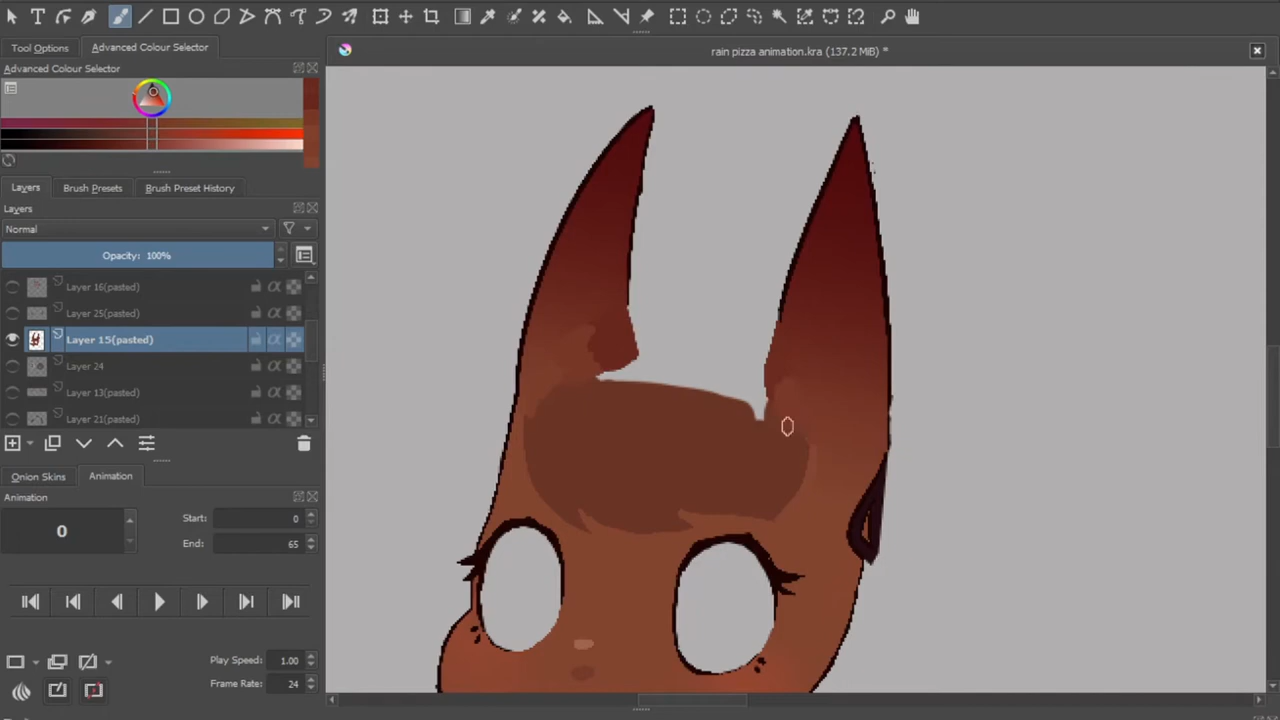 rain pizza animation.kra (137.2 MiB) *
Tool Options
Advanced Colour Selector
Advanced Colour Selector
Layers
Brush Presets
Brush Preset History
Layers
Normal
Opacity: 100%
Layer 16(pasted)
Layer 25(pasted)
Layer 15(pasted)
Layer 24
Layer 13(pasted)
Layer 21(pasted)
Onion Skins
Animation
Animation
0
Start: 0
End: 65
Play Speed: 1.00
Frame Rate: 24